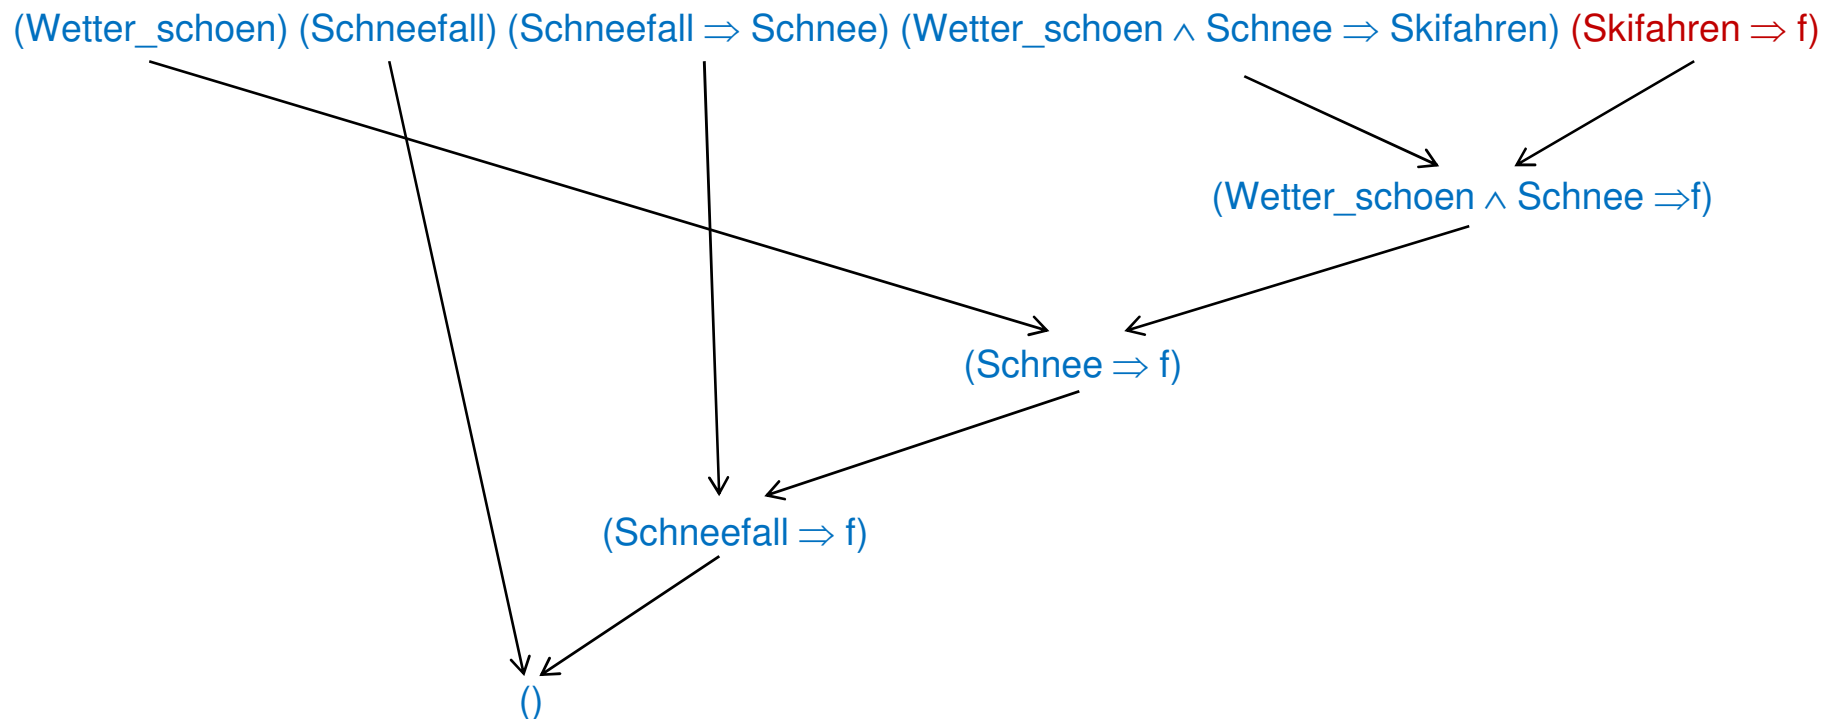 (Wetter_schoen) (Schneefall) (Schneefall ⇒ Schnee) (Wetter_schoen ∧ Schnee ⇒ Skifahren) (Skifahren ⇒ f)
(Wetter_schoen ∧ Schnee ⇒f)
(Schnee ⇒ f)
(Schneefall ⇒ f)
()